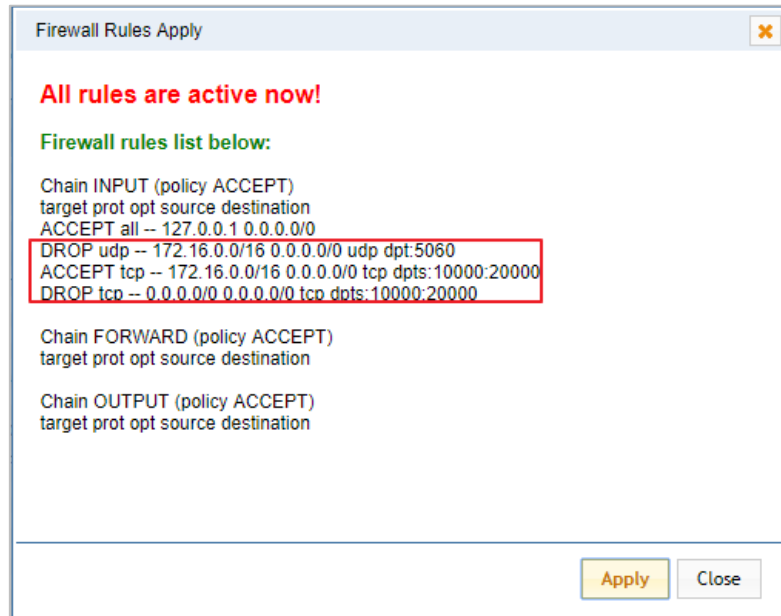 Firewall Rules Apply
All rules are active now!
Firewall rules list below:
Chain INPUT (policy ACCEPT)
target prot opt source destination
ACCEPT all -- 127.0.0.1 0.0.0.0/0
DROP udp -- 172.16.0.0/16 0.0.0.0/0 udp dpt:5060
ACCEPT tcp -- 172.16.0.0/16 0.0.0.0/0 tcp dpts:10000:20000
DROP tcp -- 0.0.0.0/0 0.0.0.0/0 tcp dpts:10000:20000
Chain FORWARD (policy ACCEPT)
target prot opt source destination
Chain OUTPUT (policy ACCEPT)
target prot opt source destination
Apply Close